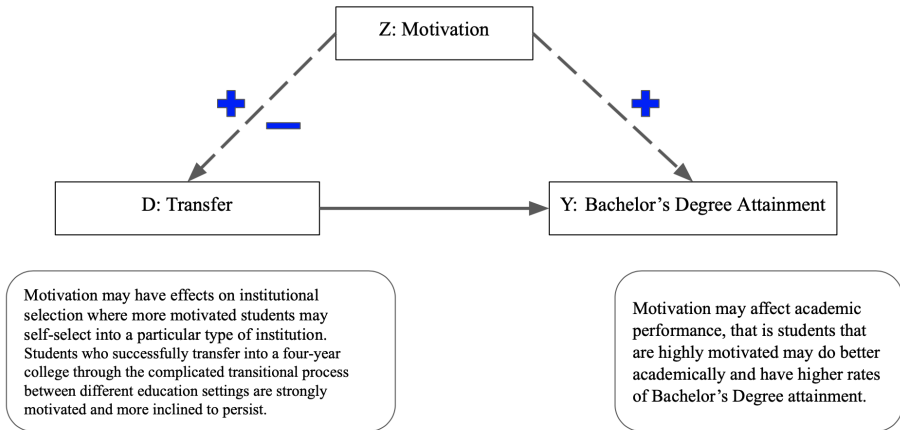 Z: Motivation
D: Transfer
Y: Bachelor’s Degree Attainment
Motivation may have effects on institutional
selection where more motivated students may
self-select into a particular type of institution.
Students who successfully transfer into a four-year
college through the complicated transitional process
between different education settings are strongly
motivated and more inclined to persist.
Motivation may affect academic
performance, that is students that
are highly motivated may do better
academically and have higher rates
of Bachelor’s Degree attainment.